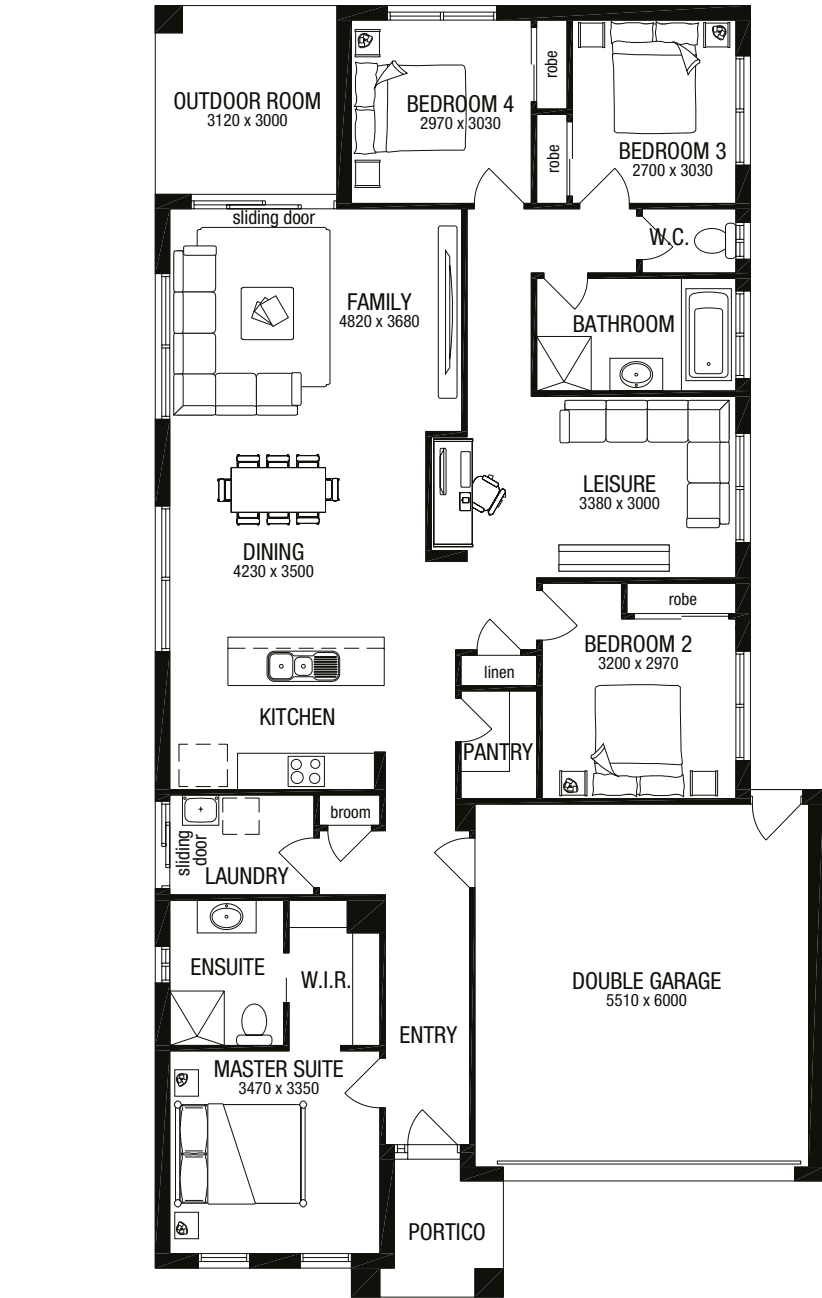 robe
OUTDOOR ROOM
3120 x 3000
BEDROOM 4
2970 x 3030
robe
BEDROOM 3
2700 x 3030
sliding door
W.C.
FAMILY
4820 x 3680
BATHROOM
LEISURE
3380 x 3000
DINING
4230 x 3500
robe
BEDROOM 2
3200 x 2970
linen
KITCHEN
PANTRY
broom
sliding
door
LAUNDRY
ENSUITE
W.I.R.
DOUBLE GARAGE
5510 x 6000
ENTRY
MASTER SUITE
3470 x 3350
PORTICO